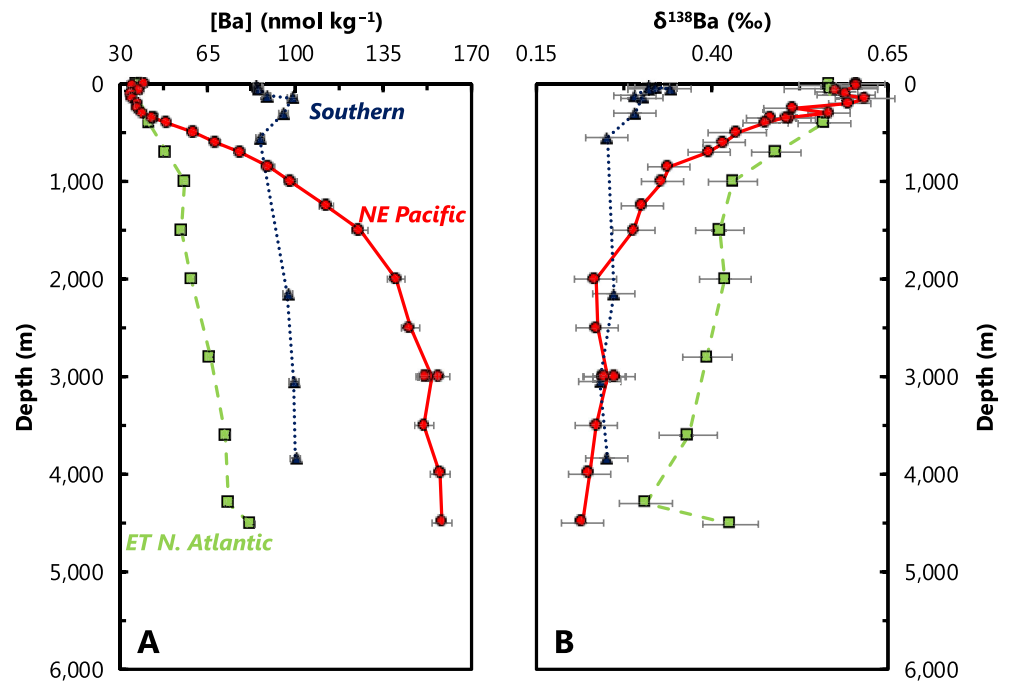 [Ba] (nmol kg⁻¹)
30 65 100 135 170
δ¹³⁸Ba (‰)
0.15 0.40 0.65
0
1,000
2,000
3,000
4,000
5,000
6,000
Depth (m)
Southern
NE Pacific
ET N. Atlantic
A
B
0
1,000
2,000
3,000
4,000
5,000
6,000
Depth (m)